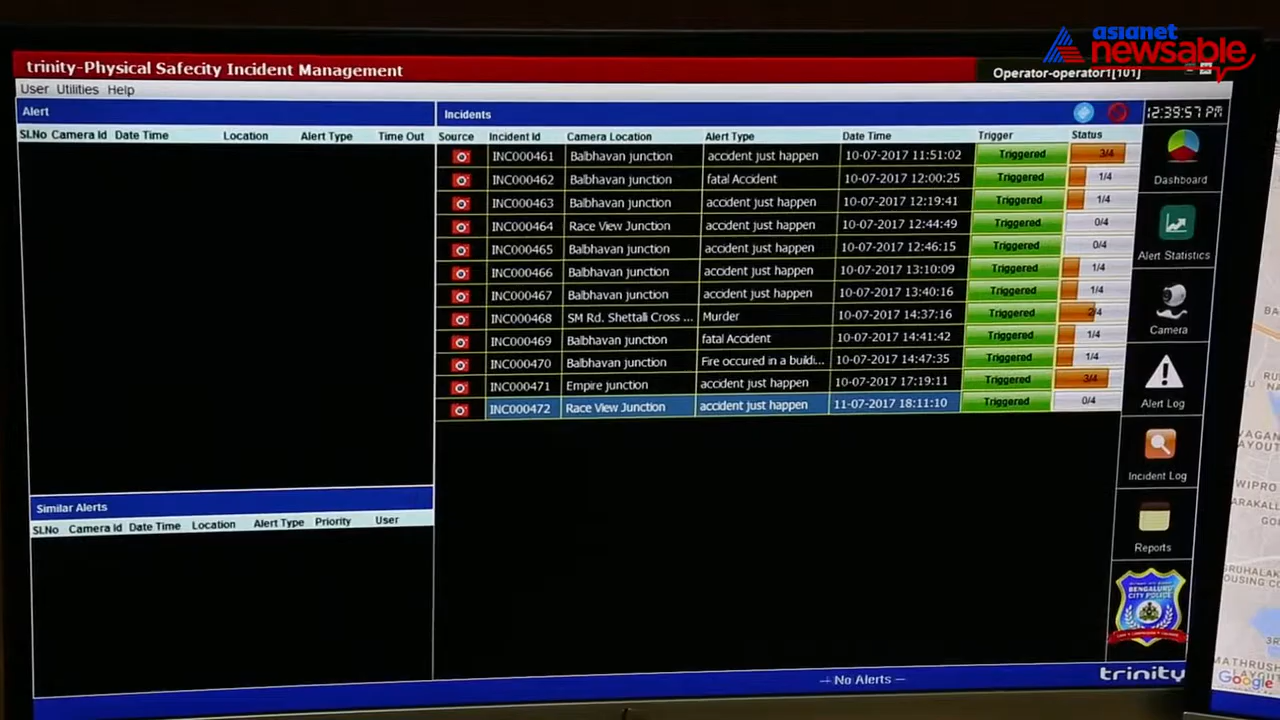 asianet
newsable
trinity-Physical Safecity Incident Management
Operator-operator1[101]
User Utilities Help
Alert
Incidents
12:39:57 PM
SLNo Camera Id Date Time Location Alert Type Time Out
Source Incident Id Camera Location Alert Type Date Time Trigger Status
INC000461 Balbhavan junction accident just happen 10-07-2017 11:51:02 Triggered 3/4
INC000462 Balbhavan junction fatal Accident 10-07-2017 12:00:25 Triggered 1/4
INC000463 Balbhavan junction accident just happen 10-07-2017 12:19:41 Triggered 1/4
INC000464 Race View Junction accident just happen 10-07-2017 12:44:49 Triggered 0/4
INC000465 Balbhavan junction accident just happen 10-07-2017 12:46:15 Triggered 0/4
INC000466 Balbhavan junction accident just happen 10-07-2017 13:10:09 Triggered 1/4
INC000467 Balbhavan junction accident just happen 10-07-2017 13:40:16 Triggered 1/4
INC000468 SM Rd. Shettali Cross ... Murder 10-07-2017 14:37:16 Triggered 2/4
INC000469 Balbhavan junction fatal Accident 10-07-2017 14:41:42 Triggered 1/4
INC000470 Balbhavan junction Fire occured in a buildi... 10-07-2017 14:47:35 Triggered 1/4
INC000471 Empire junction accident just happen 10-07-2017 17:19:11 Triggered 3/4
INC000472 Race View Junction accident just happen 11-07-2017 18:11:10 Triggered 0/4
Dashboard
Alert Statistics
Camera
Alert Log
Incident Log
Reports
Similar Alerts
SLNo Camera Id Date Time Location Alert Type Priority User
BENGALURU
CITY POLICE
No Alerts
trinity
WIPRO
MATHRUSH
LAYOUT
Google